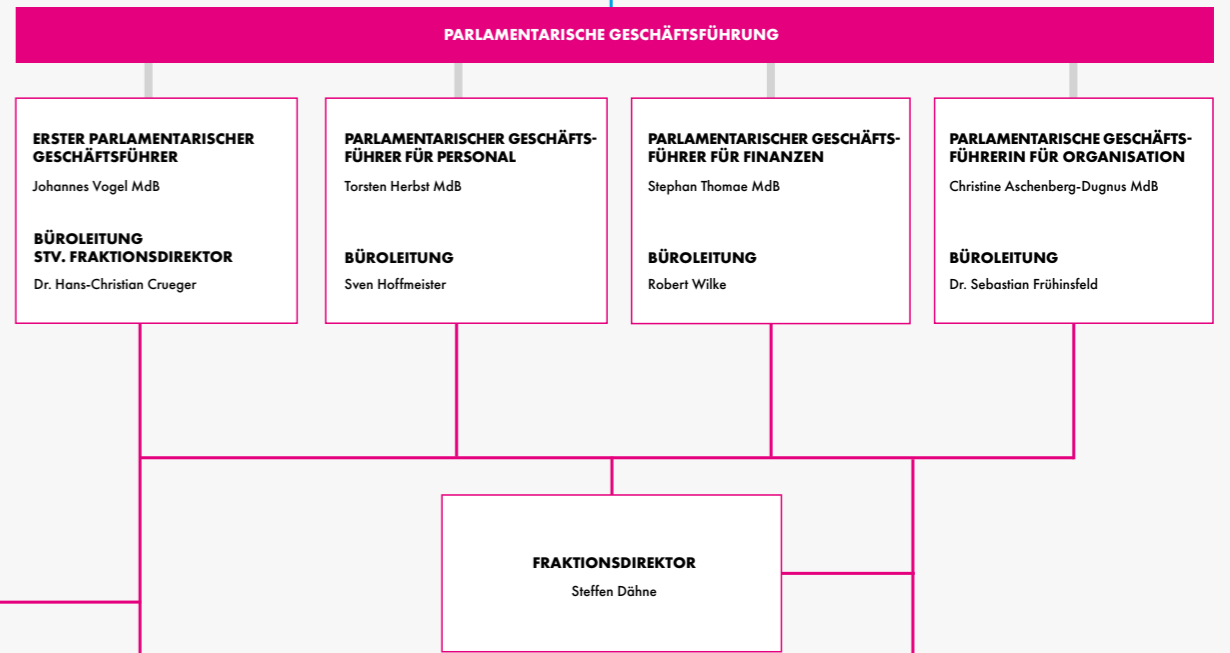 PARLAMENTARISCHE GESCHÄFTSFÜHRUNG
ERSTER PARLAMENTARISCHER
GESCHÄFTSFÜHRER
Johannes Vogel MdB
BÜROLEITUNG
STV. FRAKTIONSDIREKTOR
Dr. Hans-Christian Crueger
PARLAMENTARISCHER GESCHÄFTS-
FÜHRER FÜR PERSONAL
Torsten Herbst MdB
BÜROLEITUNG
Sven Hoffmeister
PARLAMENTARISCHER GESCHÄFTS-
FÜHRER FÜR FINANZEN
Stephan Thomae MdB
BÜROLEITUNG
Robert Wilke
PARLAMENTARISCHE GESCHÄFTS-
FÜHRERIN FÜR ORGANISATION
Christine Aschenberg-Dugnus MdB
BÜROLEITUNG
Dr. Sebastian Frühinsfeld
FRAKTIONSDIREKTOR
Steffen Dähne